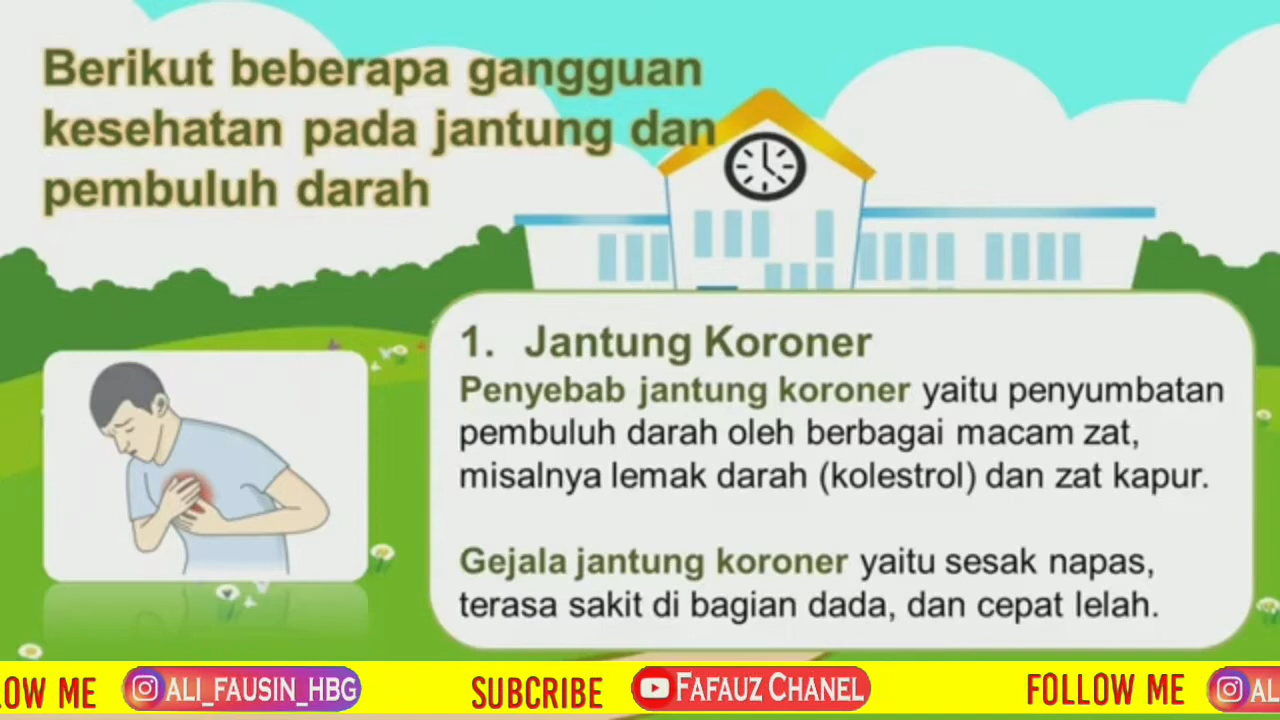 Berikut beberapa gangguan
kesehatan pada jantung dan
pembuluh darah
1. Jantung Koroner
Penyebab jantung koroner yaitu penyumbatan
pembuluh darah oleh berbagai macam zat,
misalnya lemak darah (kolestrol) dan zat kapur.
Gejala jantung koroner yaitu sesak napas,
terasa sakit di bagian dada, dan cepat lelah.
OW ME ALI_FAUSIN_HBG SUBCRIBE FAFAUZ CHANEL FOLLOW ME AL